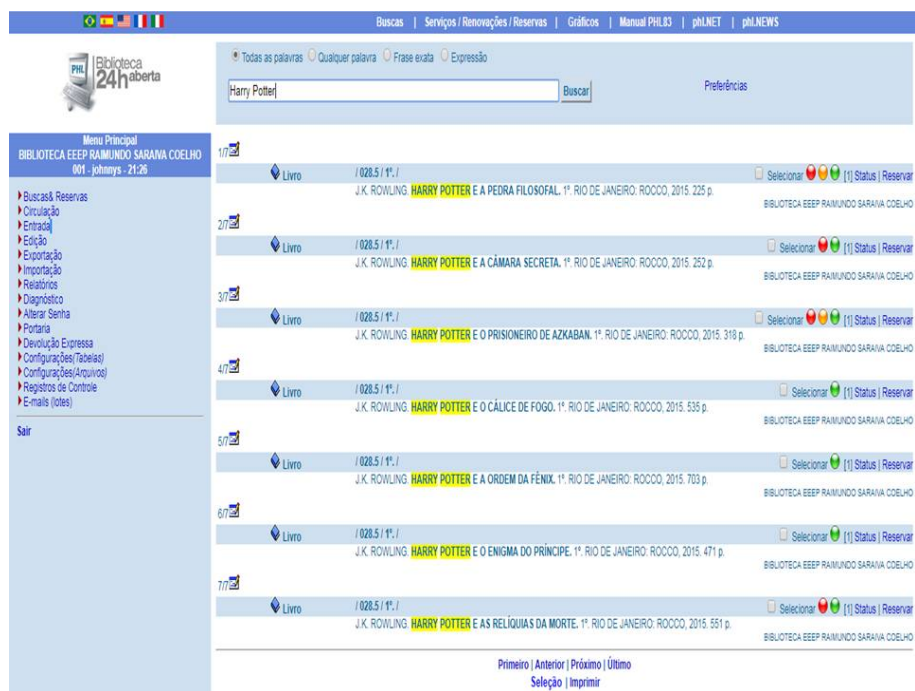 Buscas | Serviços / Renovações / Reservas | Gráficos | Manual PHL83 | phl.NET | phl.NEWS
PHL
Biblioteca
24h aberta
Todas as palavras Qualquer palavra Frase exata Expressão
Harry Potter
Buscar
Preferências
Menu Principal
BIBLIOTECA EEEP RAIMUNDO SARAIVA COELHO
001 - johnnys - 21:26
Buscas& Reservas
Circulação
Entrada
Edição
Exportação
Importação
Relatórios
Diagnóstico
Alterar Senha
Portaria
Devolução Expressa
Configurações(Tabelas)
Configurações(Arquivos)
Registros de Controle
E-mails (lotes)
Sair
1/7
Livro / 028.5 / 1º. / Selecionar [1] Status | Reservar
J.K. ROWLING. HARRY POTTER E A PEDRA FILOSOFAL. 1º. RIO DE JANEIRO: ROCCO, 2015. 225 p.
BIBLIOTECA EEEP RAIMUNDO SARAIVA COELHO
2/7
Livro / 028.5 / 1º. / Selecionar [1] Status | Reservar
J.K. ROWLING. HARRY POTTER E A CÂMARA SECRETA. 1º. RIO DE JANEIRO: ROCCO, 2015. 252 p.
BIBLIOTECA EEEP RAIMUNDO SARAIVA COELHO
3/7
Livro / 028.5 / 1º. / Selecionar [1] Status | Reservar
J.K. ROWLING. HARRY POTTER E O PRISIONEIRO DE AZKABAN. 1º. RIO DE JANEIRO: ROCCO, 2015. 318 p.
BIBLIOTECA EEEP RAIMUNDO SARAIVA COELHO
4/7
Livro / 028.5 / 1º. / Selecionar [1] Status | Reservar
J.K. ROWLING. HARRY POTTER E O CÁLICE DE FOGO. 1º. RIO DE JANEIRO: ROCCO, 2015. 535 p.
BIBLIOTECA EEEP RAIMUNDO SARAIVA COELHO
5/7
Livro / 028.5 / 1º. / Selecionar [1] Status | Reservar
J.K. ROWLING. HARRY POTTER E A ORDEM DA FÊNIX. 1º. RIO DE JANEIRO: ROCCO, 2015. 703 p.
BIBLIOTECA EEEP RAIMUNDO SARAIVA COELHO
6/7
Livro / 028.5 / 1º. / Selecionar [1] Status | Reservar
J.K. ROWLING. HARRY POTTER E O ENIGMA DO PRÍNCIPE. 1º. RIO DE JANEIRO: ROCCO, 2015. 471 p.
BIBLIOTECA EEEP RAIMUNDO SARAIVA COELHO
7/7
Livro / 028.5 / 1º. / Selecionar [1] Status | Reservar
J.K. ROWLING. HARRY POTTER E AS RELÍQUIAS DA MORTE. 1º. RIO DE JANEIRO: ROCCO, 2015. 551 p.
BIBLIOTECA EEEP RAIMUNDO SARAIVA COELHO
Primeiro | Anterior | Próximo | Último
Seleção | Imprimir